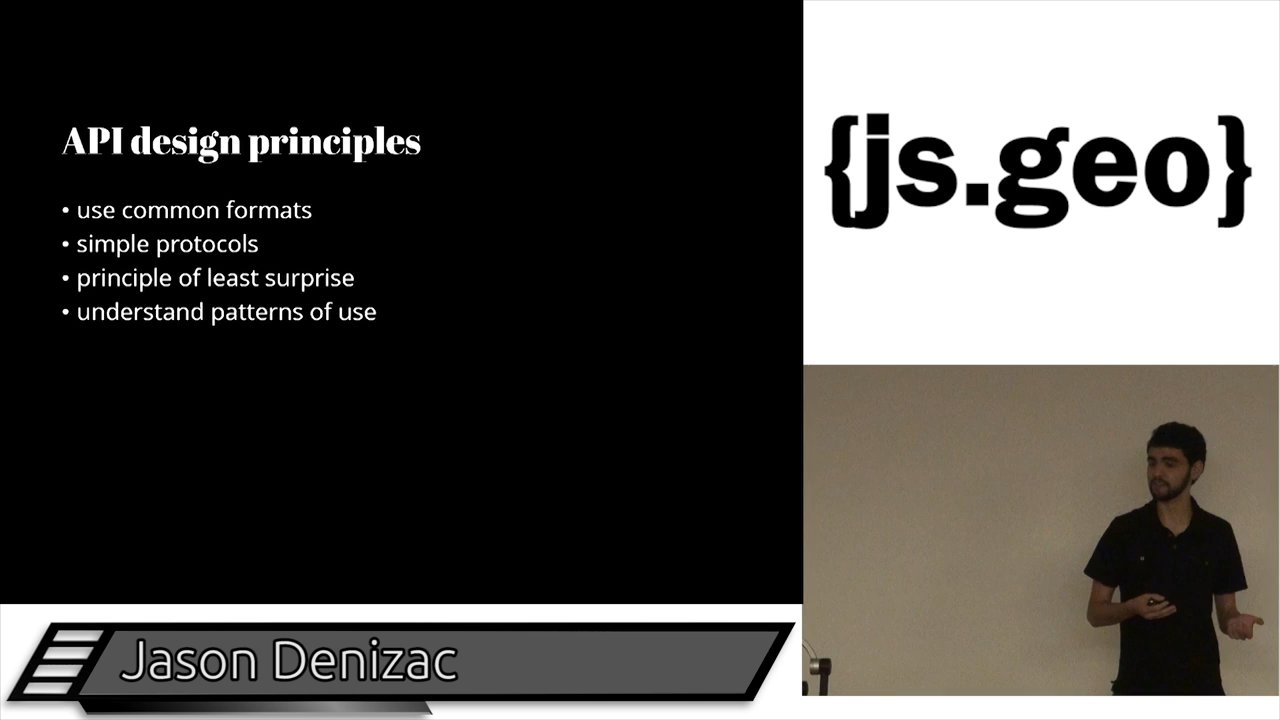 API design principles
• use common formats
• simple protocols
• principle of least surprise
• understand patterns of use
{js.geo}
Jason Denizac